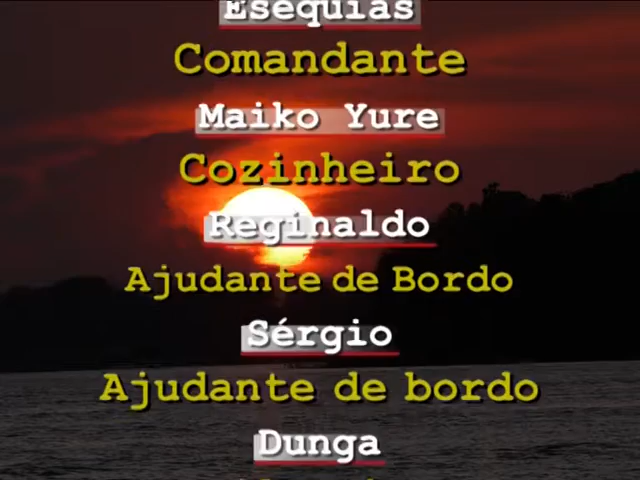 Esequias
Comandante
Maiko Yure
Cozinheiro
Reginaldo
Ajudante de Bordo
Sérgio
Ajudante de bordo
Dunga